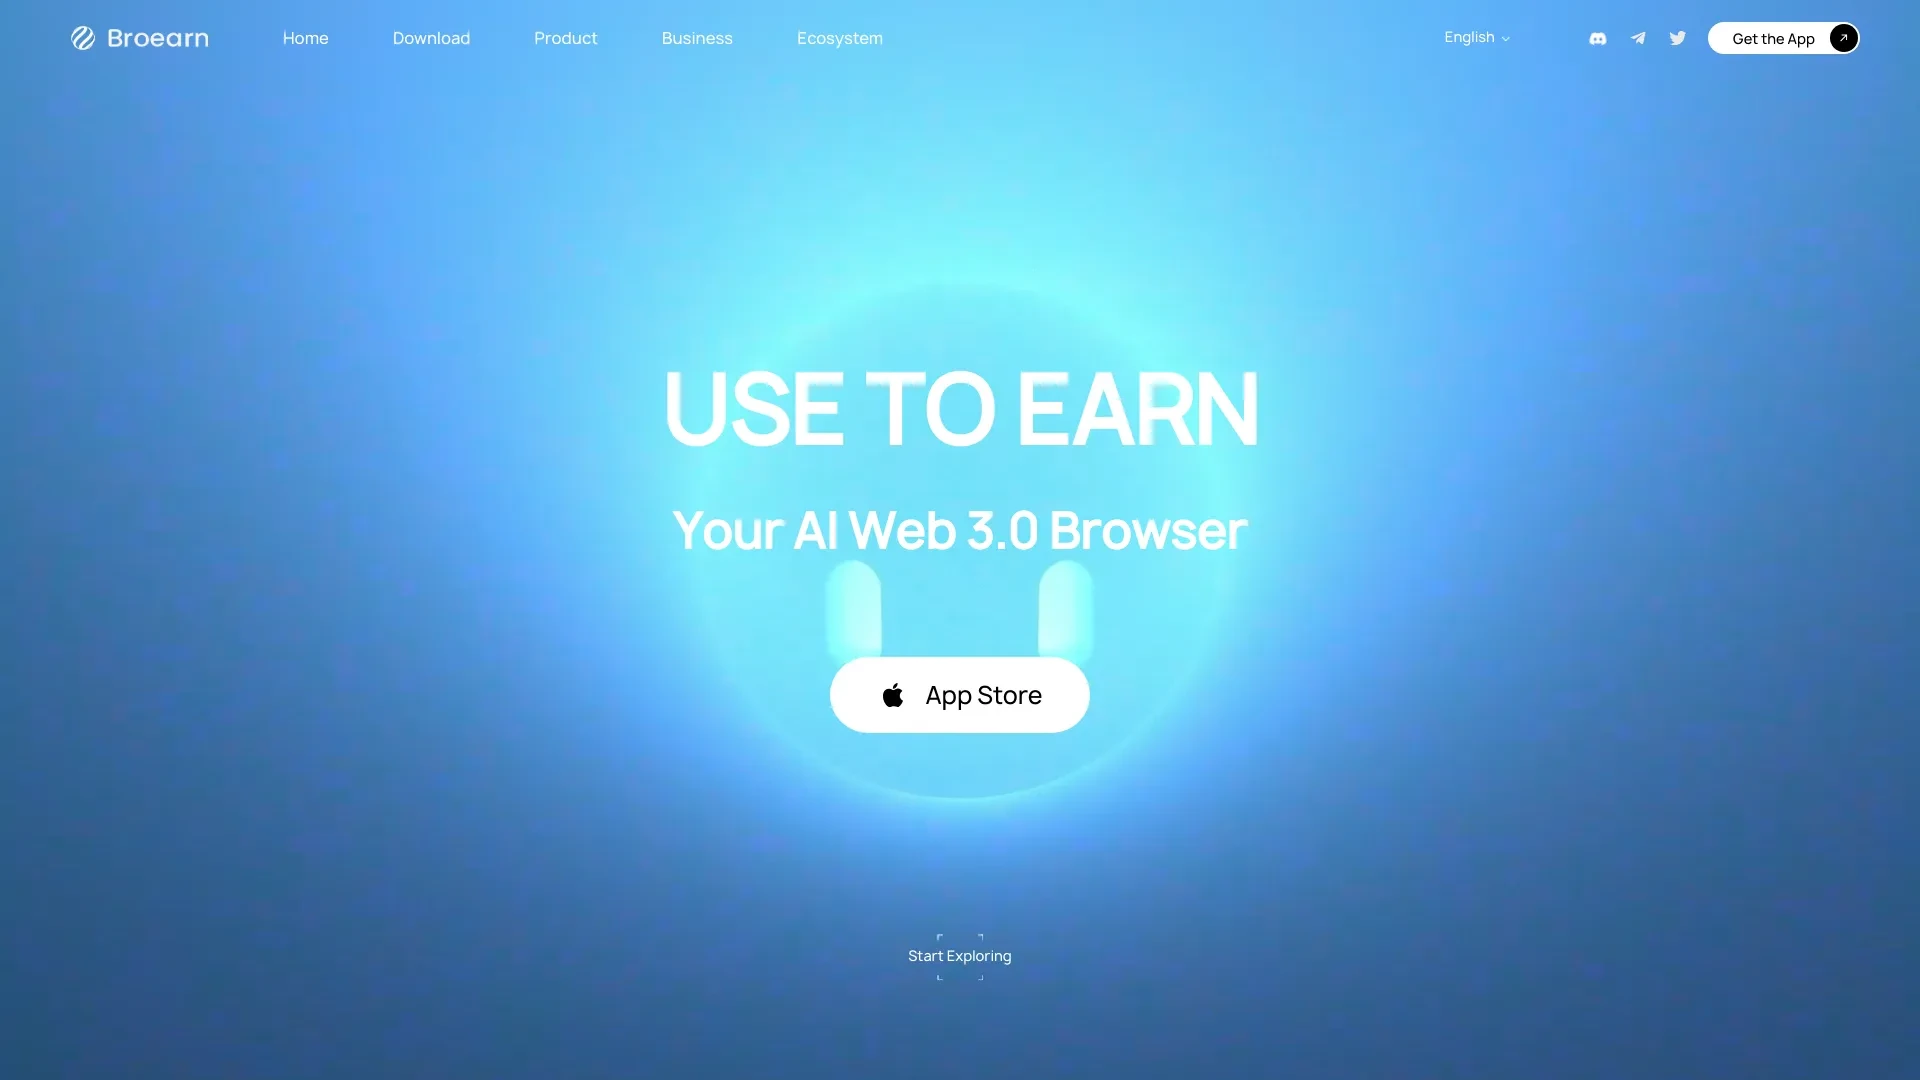 Broearn
Home
Download
Product
Business
Ecosystem
English
Get the App
USE TO EARN
Your AI Web 3.0 Browser
App Store
Start Exploring